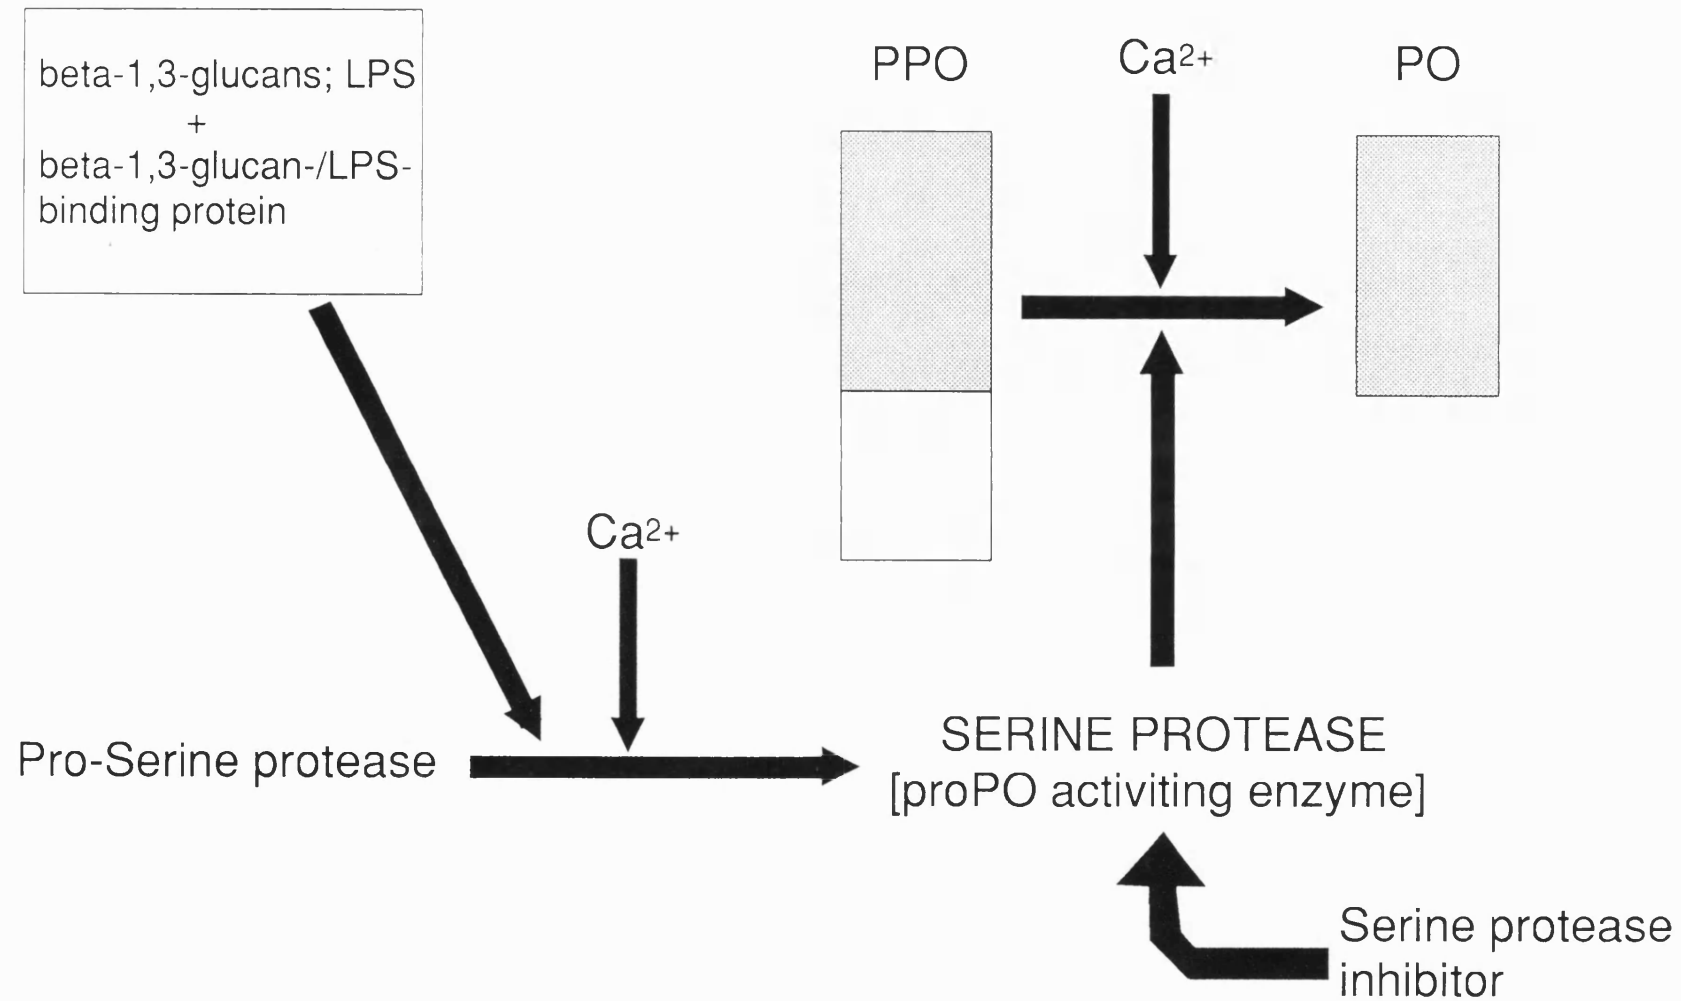 beta-1,3-glucans; LPS
+
beta-1,3-glucan-/LPS-
binding protein
PPO
Ca2+
PO
Ca2+
Pro-Serine protease
SERINE PROTEASE
[proPO activiting enzyme]
Serine protease
inhibitor